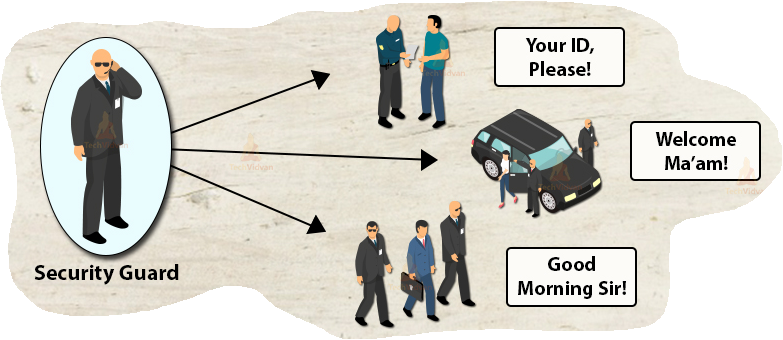 Your ID,
Please!
Welcome
Ma'am!
Security Guard
Good
Morning Sir!